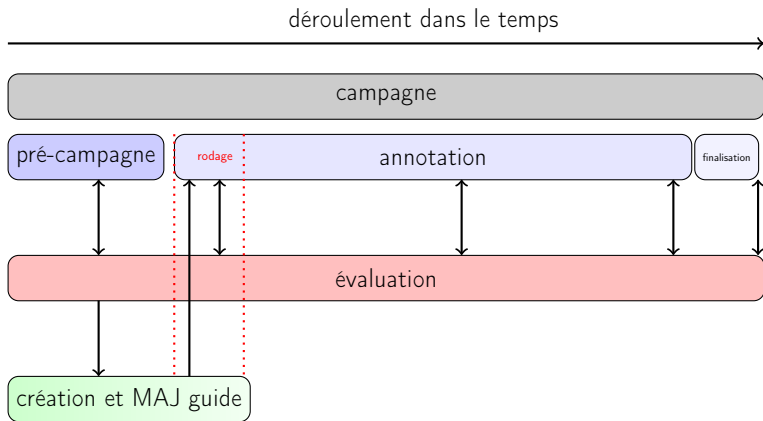 déroulement dans le temps
campagne
pré-campagne
rodage
annotation
finalisation
évaluation
création et MAJ guide